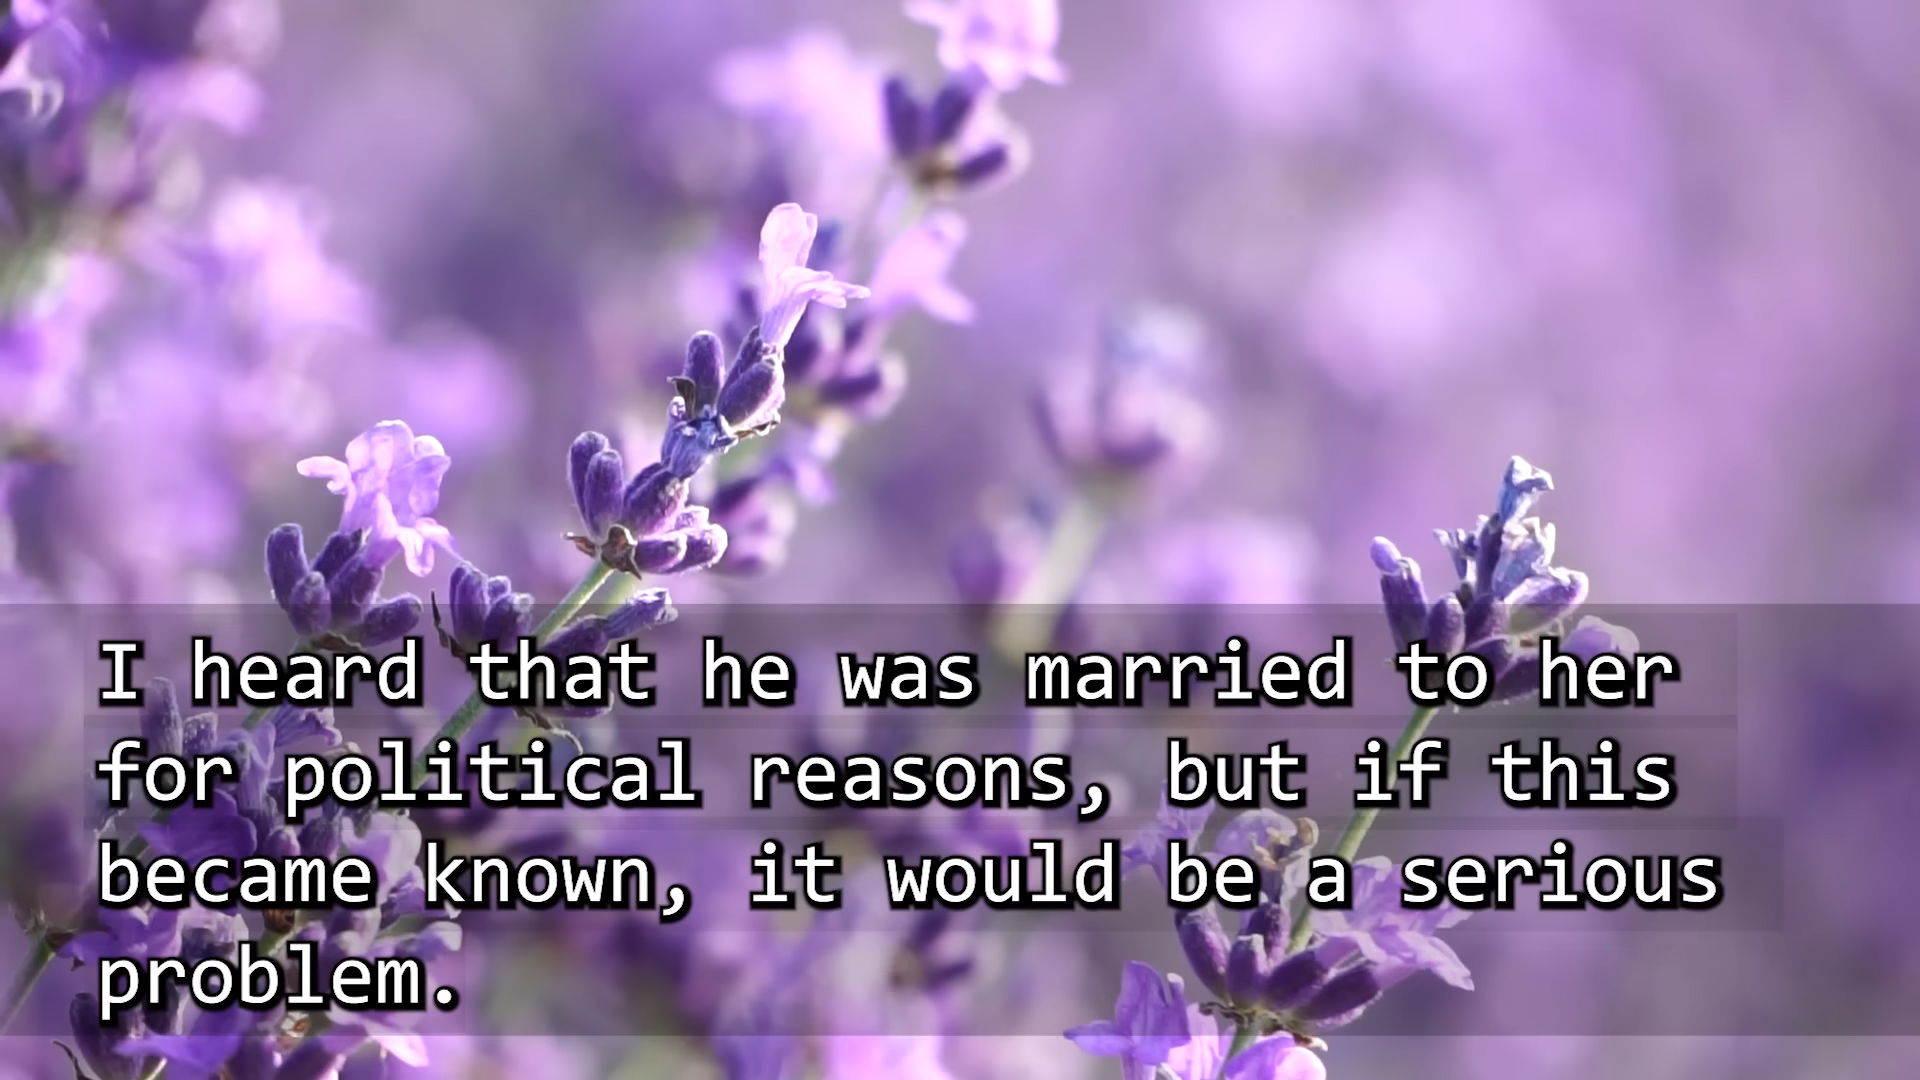 I heard that he was married to her
for political reasons, but if this
became known, it would be a serious
problem.